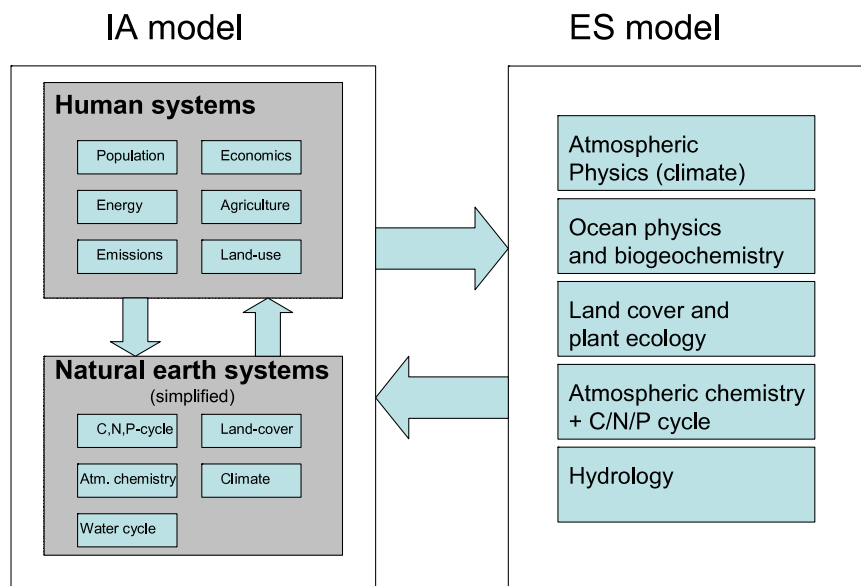 IA model
ES model
Human systems
Population
Economics
Energy
Agriculture
Emissions
Land-use
Natural earth systems
(simplified)
C,N,P-cycle
Land-cover
Atm. chemistry
Climate
Water cycle
Atmospheric
Physics (climate)
Ocean physics
and biogeochemistry
Land cover and
plant ecology
Atmospheric chemistry
+ C/N/P cycle
Hydrology